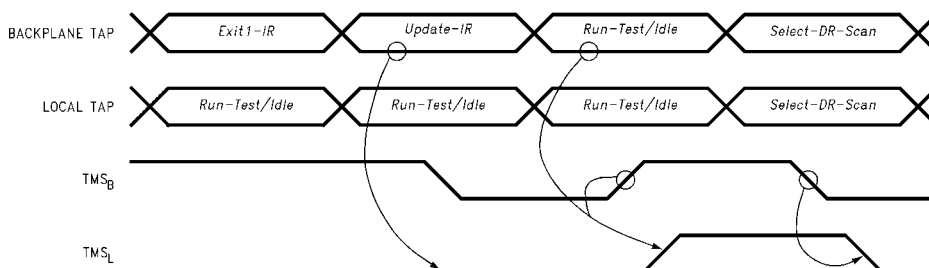 BACKPLANE TAP Exit1-IR Update-IR Run-Test/Idle Select-DR-Scan
LOCAL TAP Run-Test/Idle Run-Test/Idle Run-Test/Idle Select-DR-Scan
TMSB
TMSL